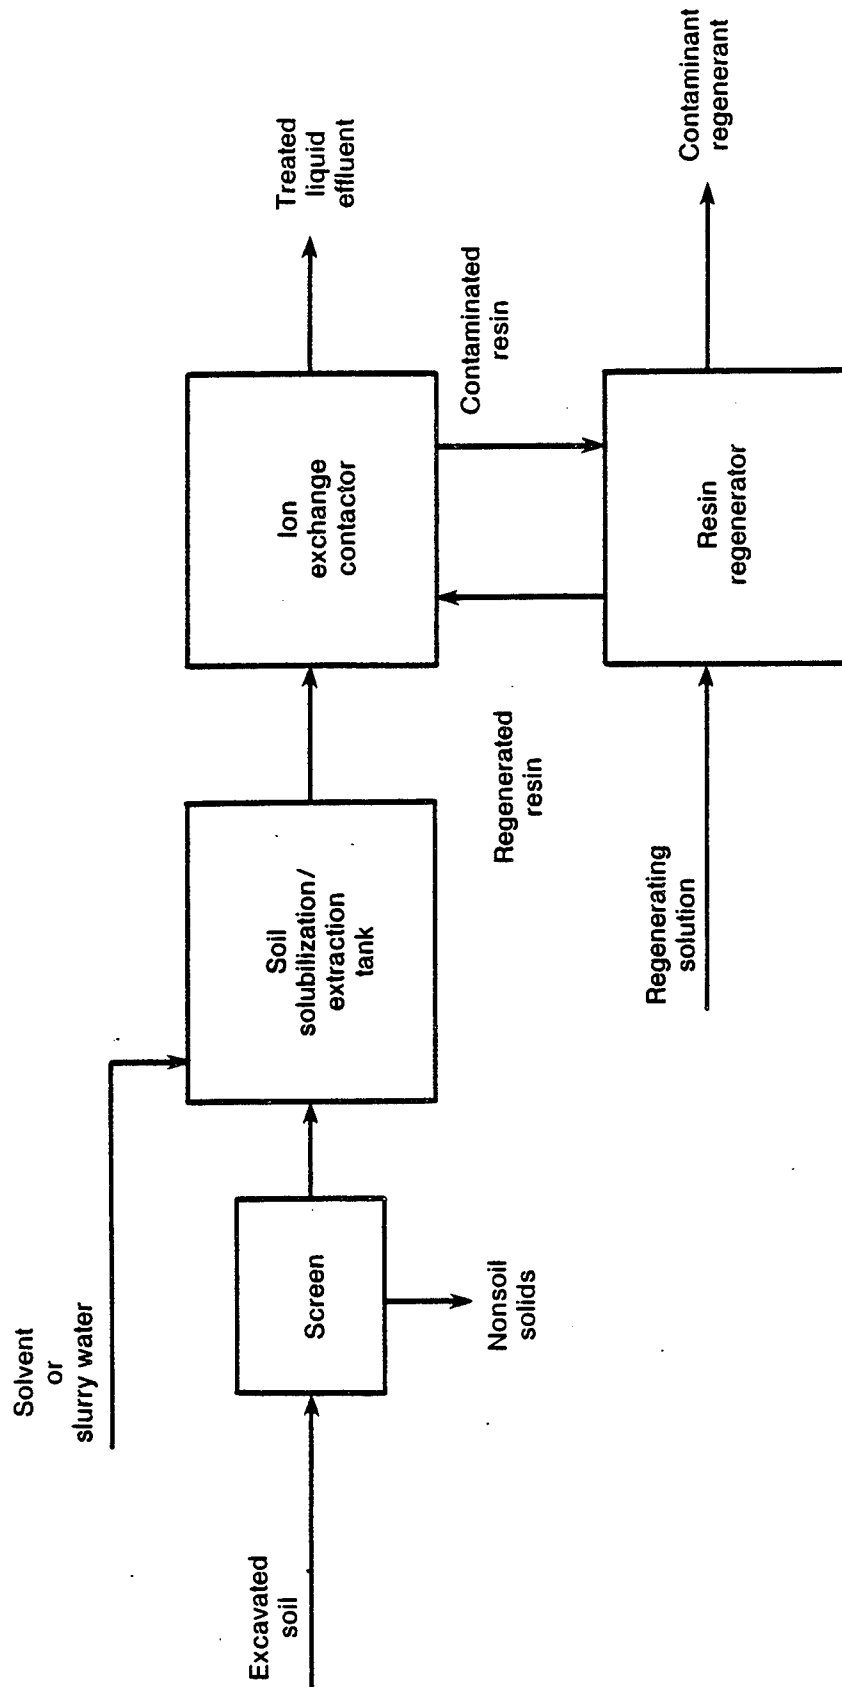 Solvent
or
slurry water
Excavated
soil
Screen
Nonsoil
solids
Soil
solubilization/
extraction
tank
Ion
exchange
contactor
Treated
liquid
effluent
Regenerated
resin
Contaminated
resin
Regenerating
solution
Resin
regenerator
Contaminant
regenerant